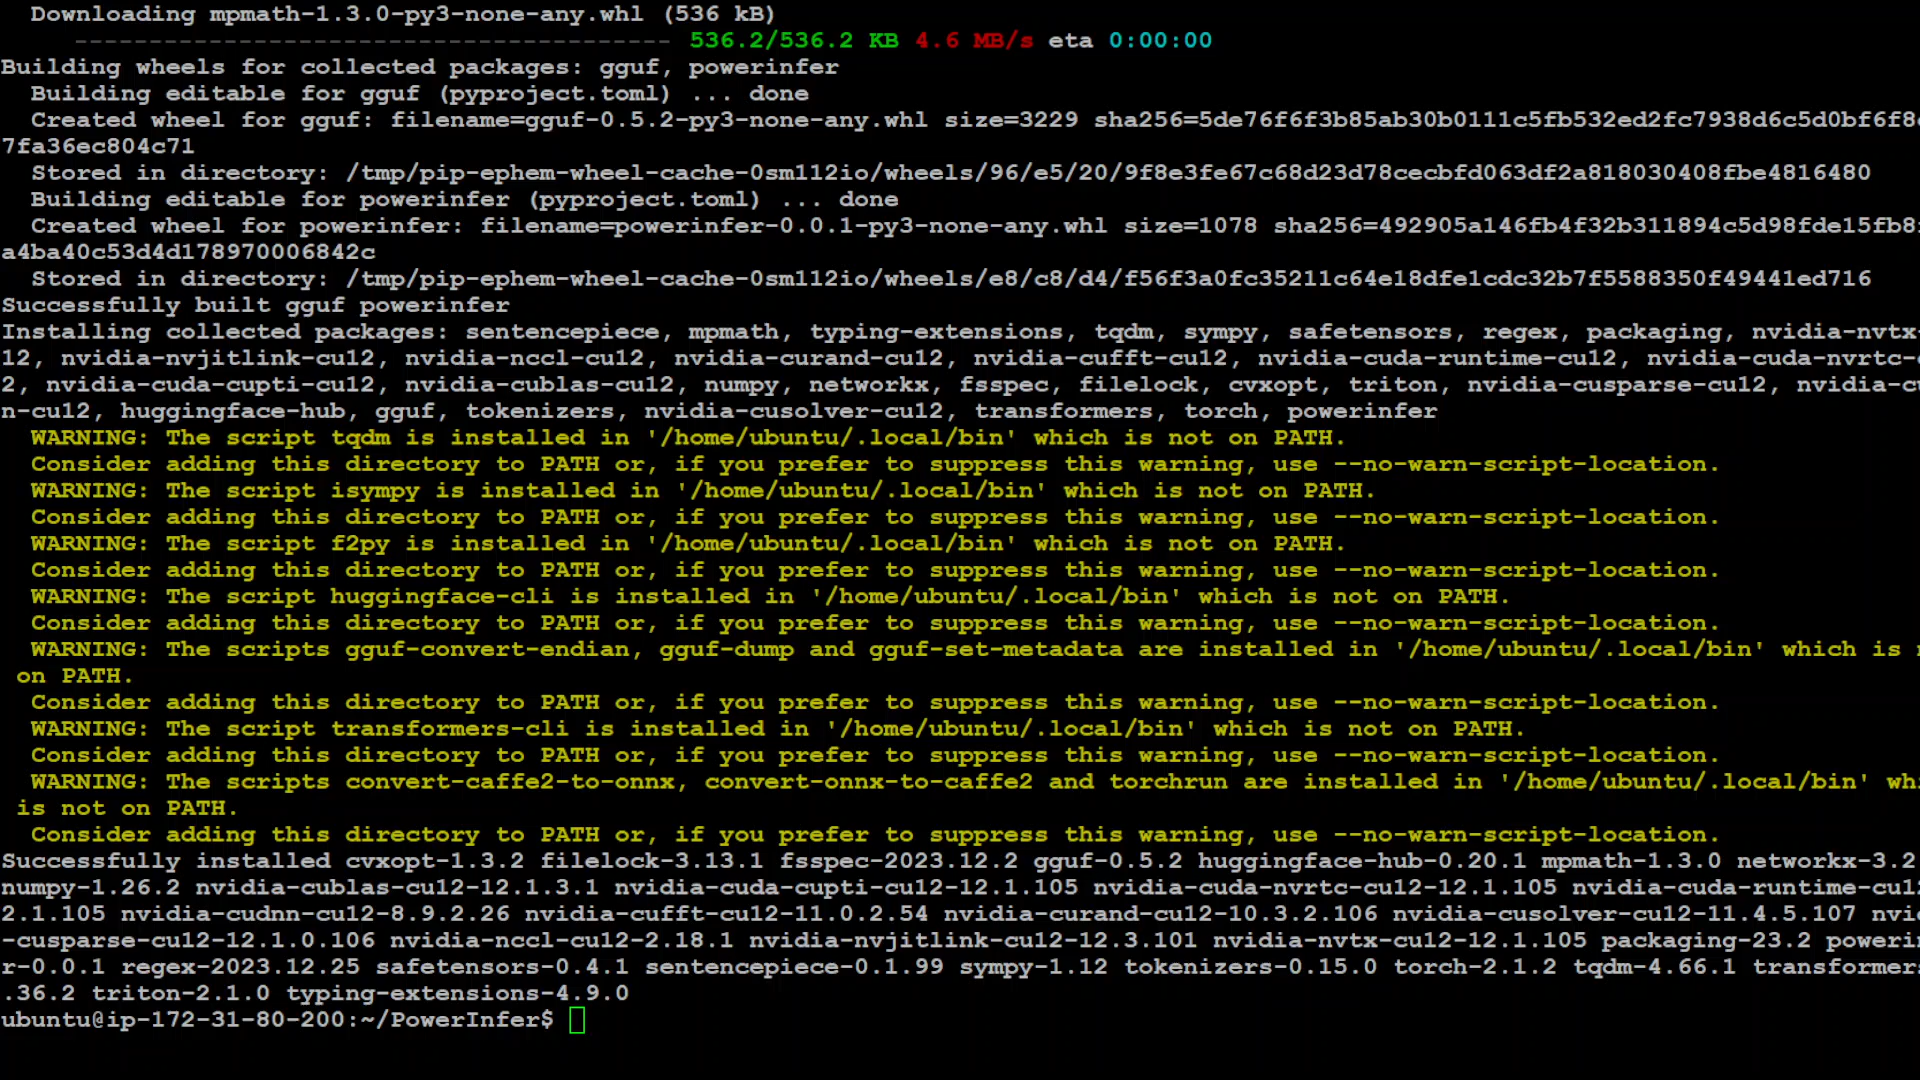 Downloading mpmath-1.3.0-py3-none-any.whl (536 kB)
---------------------------------------- 536.2/536.2 KB 4.6 MB/s eta 0:00:00
Building wheels for collected packages: gguf, powerinfer
Building editable for gguf (pyproject.toml) ... done
Created wheel for gguf: filename=gguf-0.5.2-py3-none-any.whl size=3229 sha256=5de76f6f3b85ab30b0111c5fb532ed2fc7938d6c5d0bf6f8
7fa36ec804c71
Stored in directory: /tmp/pip-ephem-wheel-cache-0sm112io/wheels/96/e5/20/9f8e3fe67c68d23d78cecbfd063df2a818030408fbe4816480
Building editable for powerinfer (pyproject.toml) ... done
Created wheel for powerinfer: filename=powerinfer-0.0.1-py3-none-any.whl size=1078 sha256=492905a146fb4f32b311894c5d98fde15fb8
a4ba40c53d4d178970006842c
Stored in directory: /tmp/pip-ephem-wheel-cache-0sm112io/wheels/e8/c8/d4/f56f3a0fc35211c64e18dfe1cdc32b7f5588350f49441ed716
Successfully built gguf powerinfer
Installing collected packages: sentencepiece, mpmath, typing-extensions, tqdm, sympy, safetensors, regex, packaging, nvidia-nvtx-
12, nvidia-nvjitlink-cu12, nvidia-nccl-cu12, nvidia-curand-cu12, nvidia-cufft-cu12, nvidia-cuda-runtime-cu12, nvidia-cuda-nvrtc-
2, nvidia-cuda-cupti-cu12, nvidia-cublas-cu12, numpy, networkx, fsspec, filelock, cvxopt, triton, nvidia-cusparse-cu12, nvidia-cu
n-cu12, huggingface-hub, gguf, tokenizers, nvidia-cusolver-cu12, transformers, torch, powerinfer
WARNING: The script tqdm is installed in '/home/ubuntu/.local/bin' which is not on PATH.
Consider adding this directory to PATH or, if you prefer to suppress this warning, use --no-warn-script-location.
WARNING: The script isympy is installed in '/home/ubuntu/.local/bin' which is not on PATH.
Consider adding this directory to PATH or, if you prefer to suppress this warning, use --no-warn-script-location.
WARNING: The script f2py is installed in '/home/ubuntu/.local/bin' which is not on PATH.
Consider adding this directory to PATH or, if you prefer to suppress this warning, use --no-warn-script-location.
WARNING: The script huggingface-cli is installed in '/home/ubuntu/.local/bin' which is not on PATH.
Consider adding this directory to PATH or, if you prefer to suppress this warning, use --no-warn-script-location.
WARNING: The scripts gguf-convert-endian, gguf-dump and gguf-set-metadata are installed in '/home/ubuntu/.local/bin' which is
on PATH.
Consider adding this directory to PATH or, if you prefer to suppress this warning, use --no-warn-script-location.
WARNING: The script transformers-cli is installed in '/home/ubuntu/.local/bin' which is not on PATH.
Consider adding this directory to PATH or, if you prefer to suppress this warning, use --no-warn-script-location.
WARNING: The scripts convert-caffe2-to-onnx, convert-onnx-to-caffe2 and torchrun are installed in '/home/ubuntu/.local/bin' whi
is not on PATH.
Consider adding this directory to PATH or, if you prefer to suppress this warning, use --no-warn-script-location.
Successfully installed cvxopt-1.3.2 filelock-3.13.1 fsspec-2023.12.2 gguf-0.5.2 huggingface-hub-0.20.1 mpmath-1.3.0 networkx-3.2
numpy-1.26.2 nvidia-cublas-cu12-12.1.3.1 nvidia-cuda-cupti-cu12-12.1.105 nvidia-cuda-nvrtc-cu12-12.1.105 nvidia-cuda-runtime-cu12
2.1.105 nvidia-cudnn-cu12-8.9.2.26 nvidia-cufft-cu12-11.0.2.54 nvidia-curand-cu12-10.3.2.106 nvidia-cusolver-cu12-11.4.5.107 nvi
-cusparse-cu12-12.1.0.106 nvidia-nccl-cu12-2.18.1 nvidia-nvjitlink-cu12-12.3.101 nvidia-nvtx-cu12-12.1.105 packaging-23.2 powerin
r-0.0.1 regex-2023.12.25 safetensors-0.4.1 sentencepiece-0.1.99 sympy-1.12 tokenizers-0.15.0 torch-2.1.2 tqdm-4.66.1 transformers
.36.2 triton-2.1.0 typing-extensions-4.9.0
ubuntu@ip-172-31-80-200:~/PowerInfer$